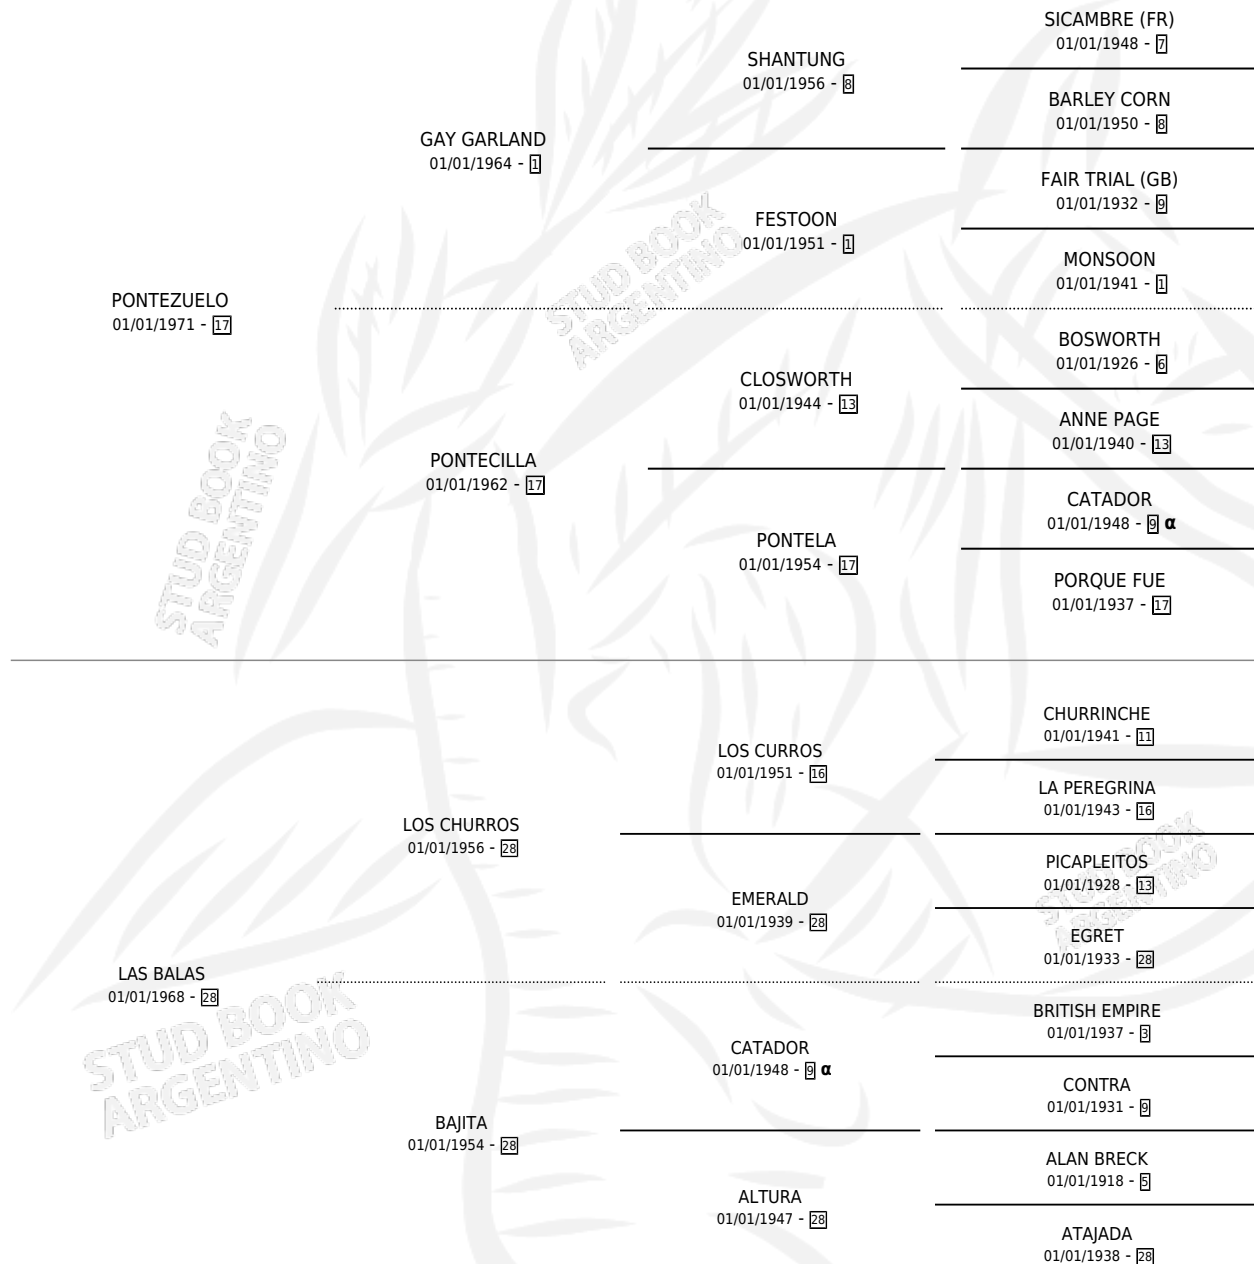 SICAMBRE (FR)
01/01/1948 - 7
SHANTUNG
01/01/1956 - 8
BARLEY CORN
01/01/1950 - 8
GAY GARLAND
01/01/1964 - 1
FAIR TRIAL (GB)
01/01/1932 - 9
FESTOON
01/01/1951 - 1
MONSOON
01/01/1941 - 1
PONTEZUELO
01/01/1971 - 17
BOSWORTH
01/01/1926 - 6
CLOSWORTH
01/01/1944 - 13
ANNE PAGE
01/01/1940 - 13
PONTECILLA
01/01/1962 - 17
CATADOR
01/01/1948 - 9 α
PONTELA
01/01/1954 - 17
PORQUE FUE
01/01/1937 - 17
CHURRINCHE
01/01/1941 - 11
LOS CURROS
01/01/1951 - 16
LA PEREGRINA
01/01/1943 - 16
LOS CHURROS
01/01/1956 - 28
PICAPLEITOS
01/01/1928 - 13
EMERALD
01/01/1939 - 28
EGRET
01/01/1933 - 28
LAS BALAS
01/01/1968 - 28
BRITISH EMPIRE
01/01/1937 - 3
CATADOR
01/01/1948 - 9 α
CONTRA
01/01/1931 - 9
BAJITA
01/01/1954 - 28
ALAN BRECK
01/01/1918 - 5
ALTURA
01/01/1947 - 28
ATAJADA
01/01/1938 - 28
STUD BOOK
ARGENTINO
STUD BOOK
ARGENTINO
STUD BOOK
ARGENTINO
STUD BOOK
ARGENTINO